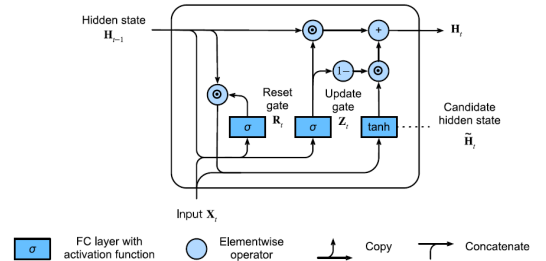 Hidden state
H_{t−1}
H_t
+
1−
Reset
gate
R_t
Update
gate
Z_t
σ
σ
tanh
Candidate
hidden state
H̃_t
Input X_t
σ
FC layer with
activation function
Elementwise
operator
Copy
Concatenate